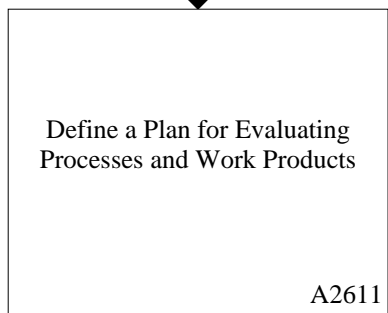 Define a Plan for Evaluating
Processes and Work Products
A2611